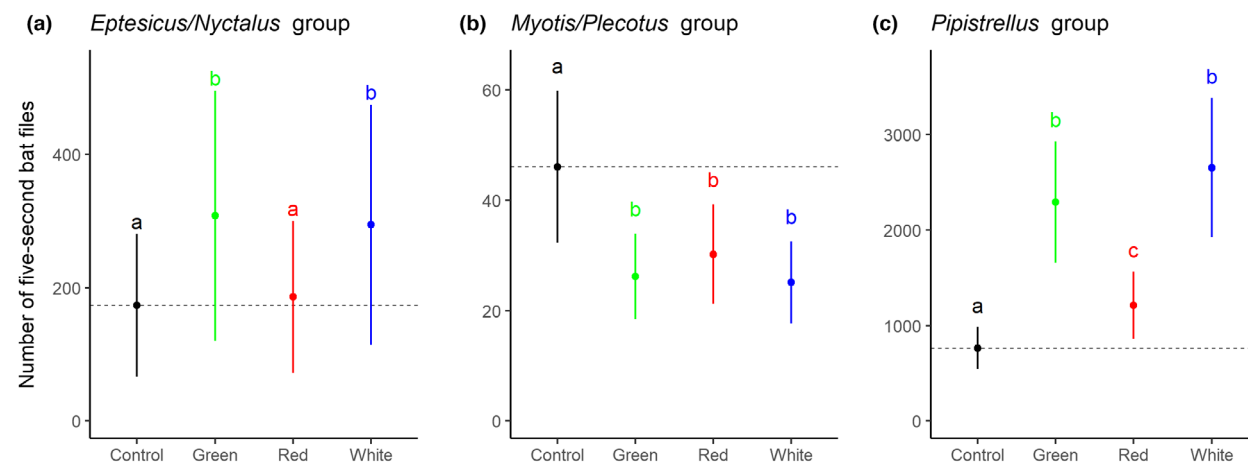 (a) Eptesicus/Nyctalus group
Number of five-second bat files
400
200
0
a
b
a
b
Control Green Red White
(b) Myotis/Plecotus group
60
40
20
0
a
b
b
b
Control Green Red White
(c) Pipistrellus group
3000
2000
1000
0
a
b
c
b
Control Green Red White